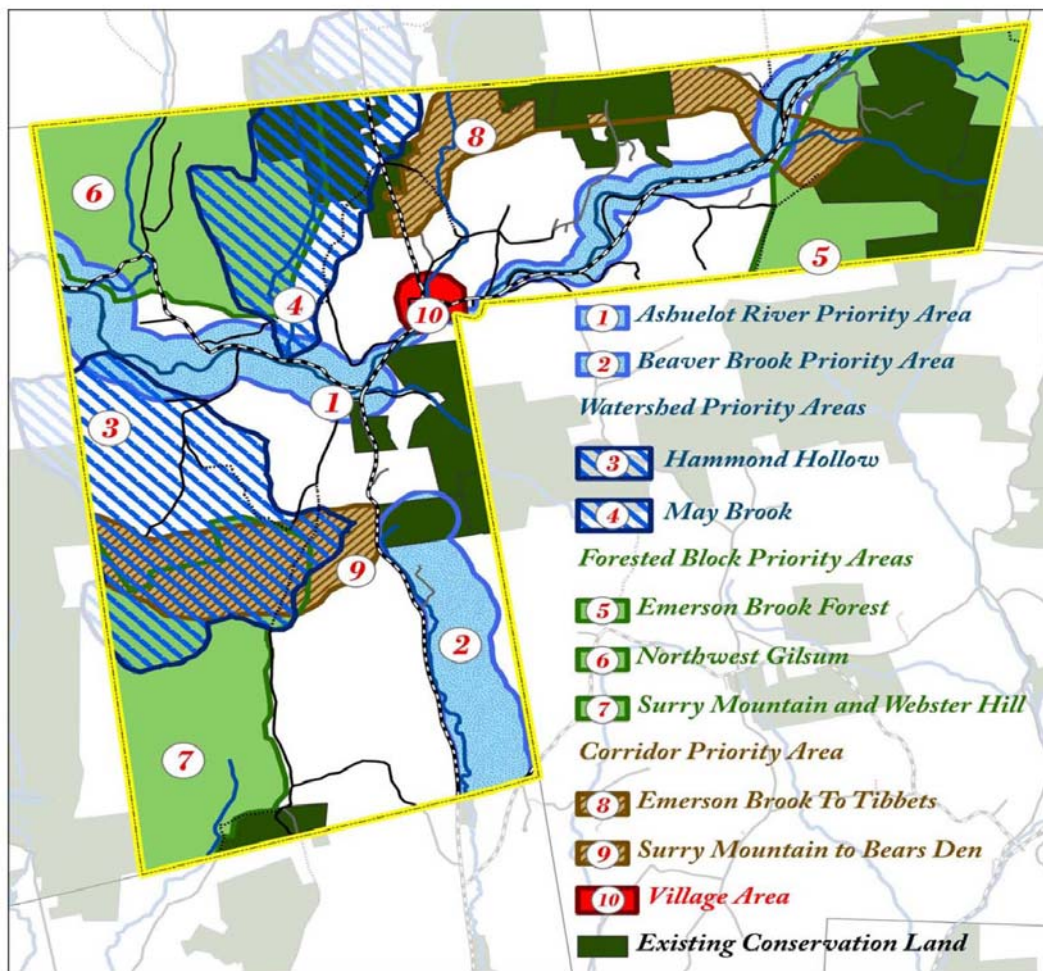 8
6
5
4
10
1 Ashuelot River Priority Area
2 Beaver Brook Priority Area
1
Watershed Priority Areas
3
3 Hammond Hollow
4 May Brook
Forested Block Priority Areas
9
5 Emerson Brook Forest
2
6 Northwest Gilsum
7 Surry Mountain and Webster Hill
Corridor Priority Area
7
8 Emerson Brook To Tibbets
9 Surry Mountain to Bears Den
10 Village Area
Existing Conservation Land